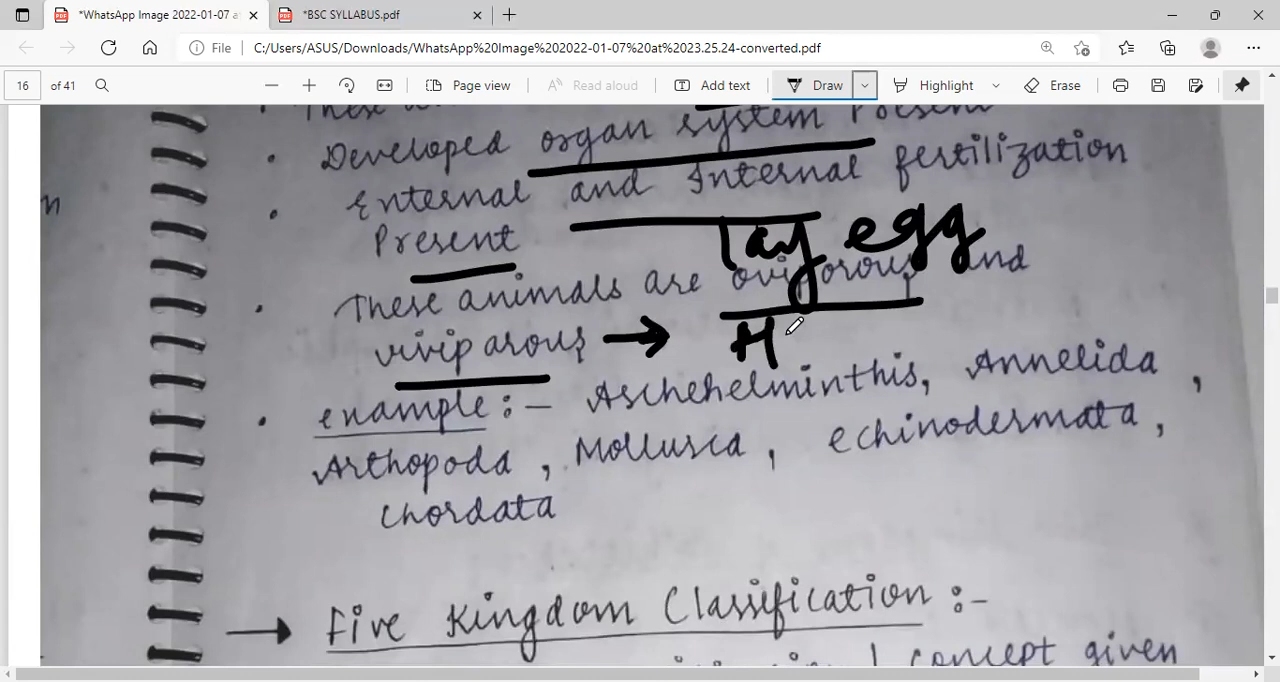 *WhatsApp Image 2022-01-07 a
*BSC SYLLABUS.pdf
File C:/Users/ASUS/Downloads/WhatsApp%20Image%202022-01-07%20at%2023.25.24-converted.pdf
16 of 41 Page view Read aloud Add text Draw Highlight Erase
These
Developed organ system Present
External and Internal fertilization
Present
Lay egg
These animals are oviparous and
viviparous → H
example:- Aschehelminthis, Annelida,
Arthopoda, Mollusca, echinodermata,
Chordata
→ Five Kingdom Classification:-
concept given